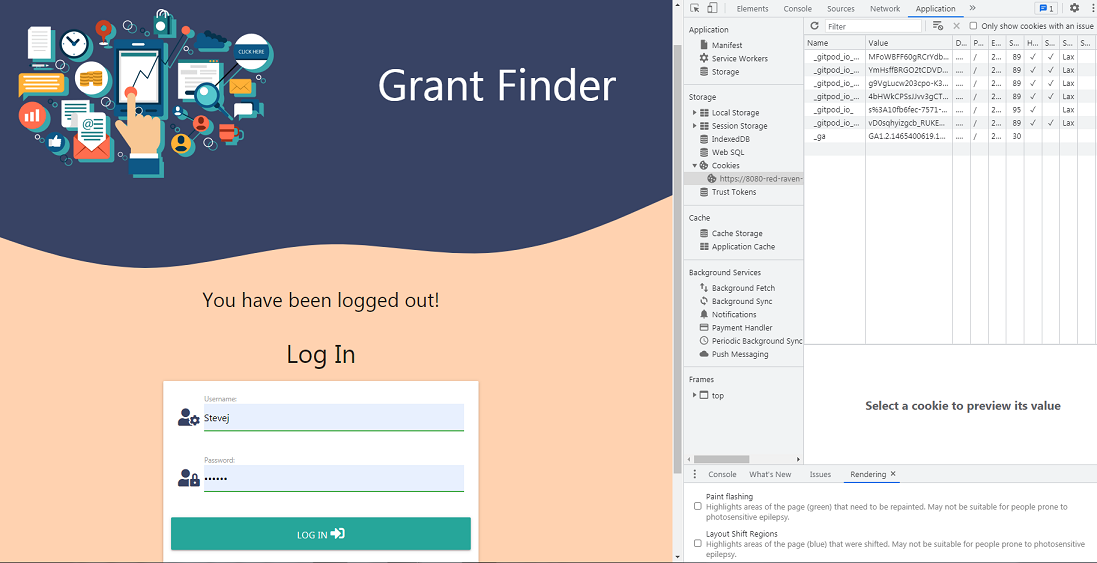 CLICK HERE
Grant Finder
You have been logged out!
Log In
Username:
Stevej
Password:
••••••
LOG IN
Elements Console Sources Network Application » 1
Filter Only show cookies with an issue
Application
Manifest
Service Workers
Storage
Storage
Local Storage
Session Storage
IndexedDB
Web SQL
Cookies
https://8080-red-raven-
Trust Tokens
Cache
Cache Storage
Application Cache
Background Services
Background Fetch
Background Sync
Notifications
Payment Handler
Periodic Background Sync
Push Messaging
Frames
top
Name Value D... P... E... S... H... S... S... S...
_gitpod_io_... MFoWBFF60gRCrYdb... .... / 2... 89 ✓ ✓ Lax
_gitpod_io_... YmHsffBRGO2tCDVD... .... / 2... 89 ✓ ✓ Lax
_gitpod_io_... g9VgLucw203cpo-K3... .... / 2... 89 ✓ ✓ Lax
_gitpod_io_... 4bHWkCPSsJJvv3gCT... .... / 2... 89 ✓ ✓ Lax
_gitpod_io_ s%3A10fb6fec-7571-... .... / 2... 95 ✓ Lax
_gitpod_io_... vD0sqhyizgcb_RUKE... .... / 2... 89 ✓ ✓ Lax
_ga GA1.2.1465400619.1... .... / 2... 30
Select a cookie to preview its value
Console What's New Issues Rendering ×
Paint flashing
Highlights areas of the page (green) that need to be repainted. May not be suitable for people prone to
photosensitive epilepsy.
Layout Shift Regions
Highlights areas of the page (blue) that were shifted. May not be suitable for people prone to photosensitive
epilepsy.